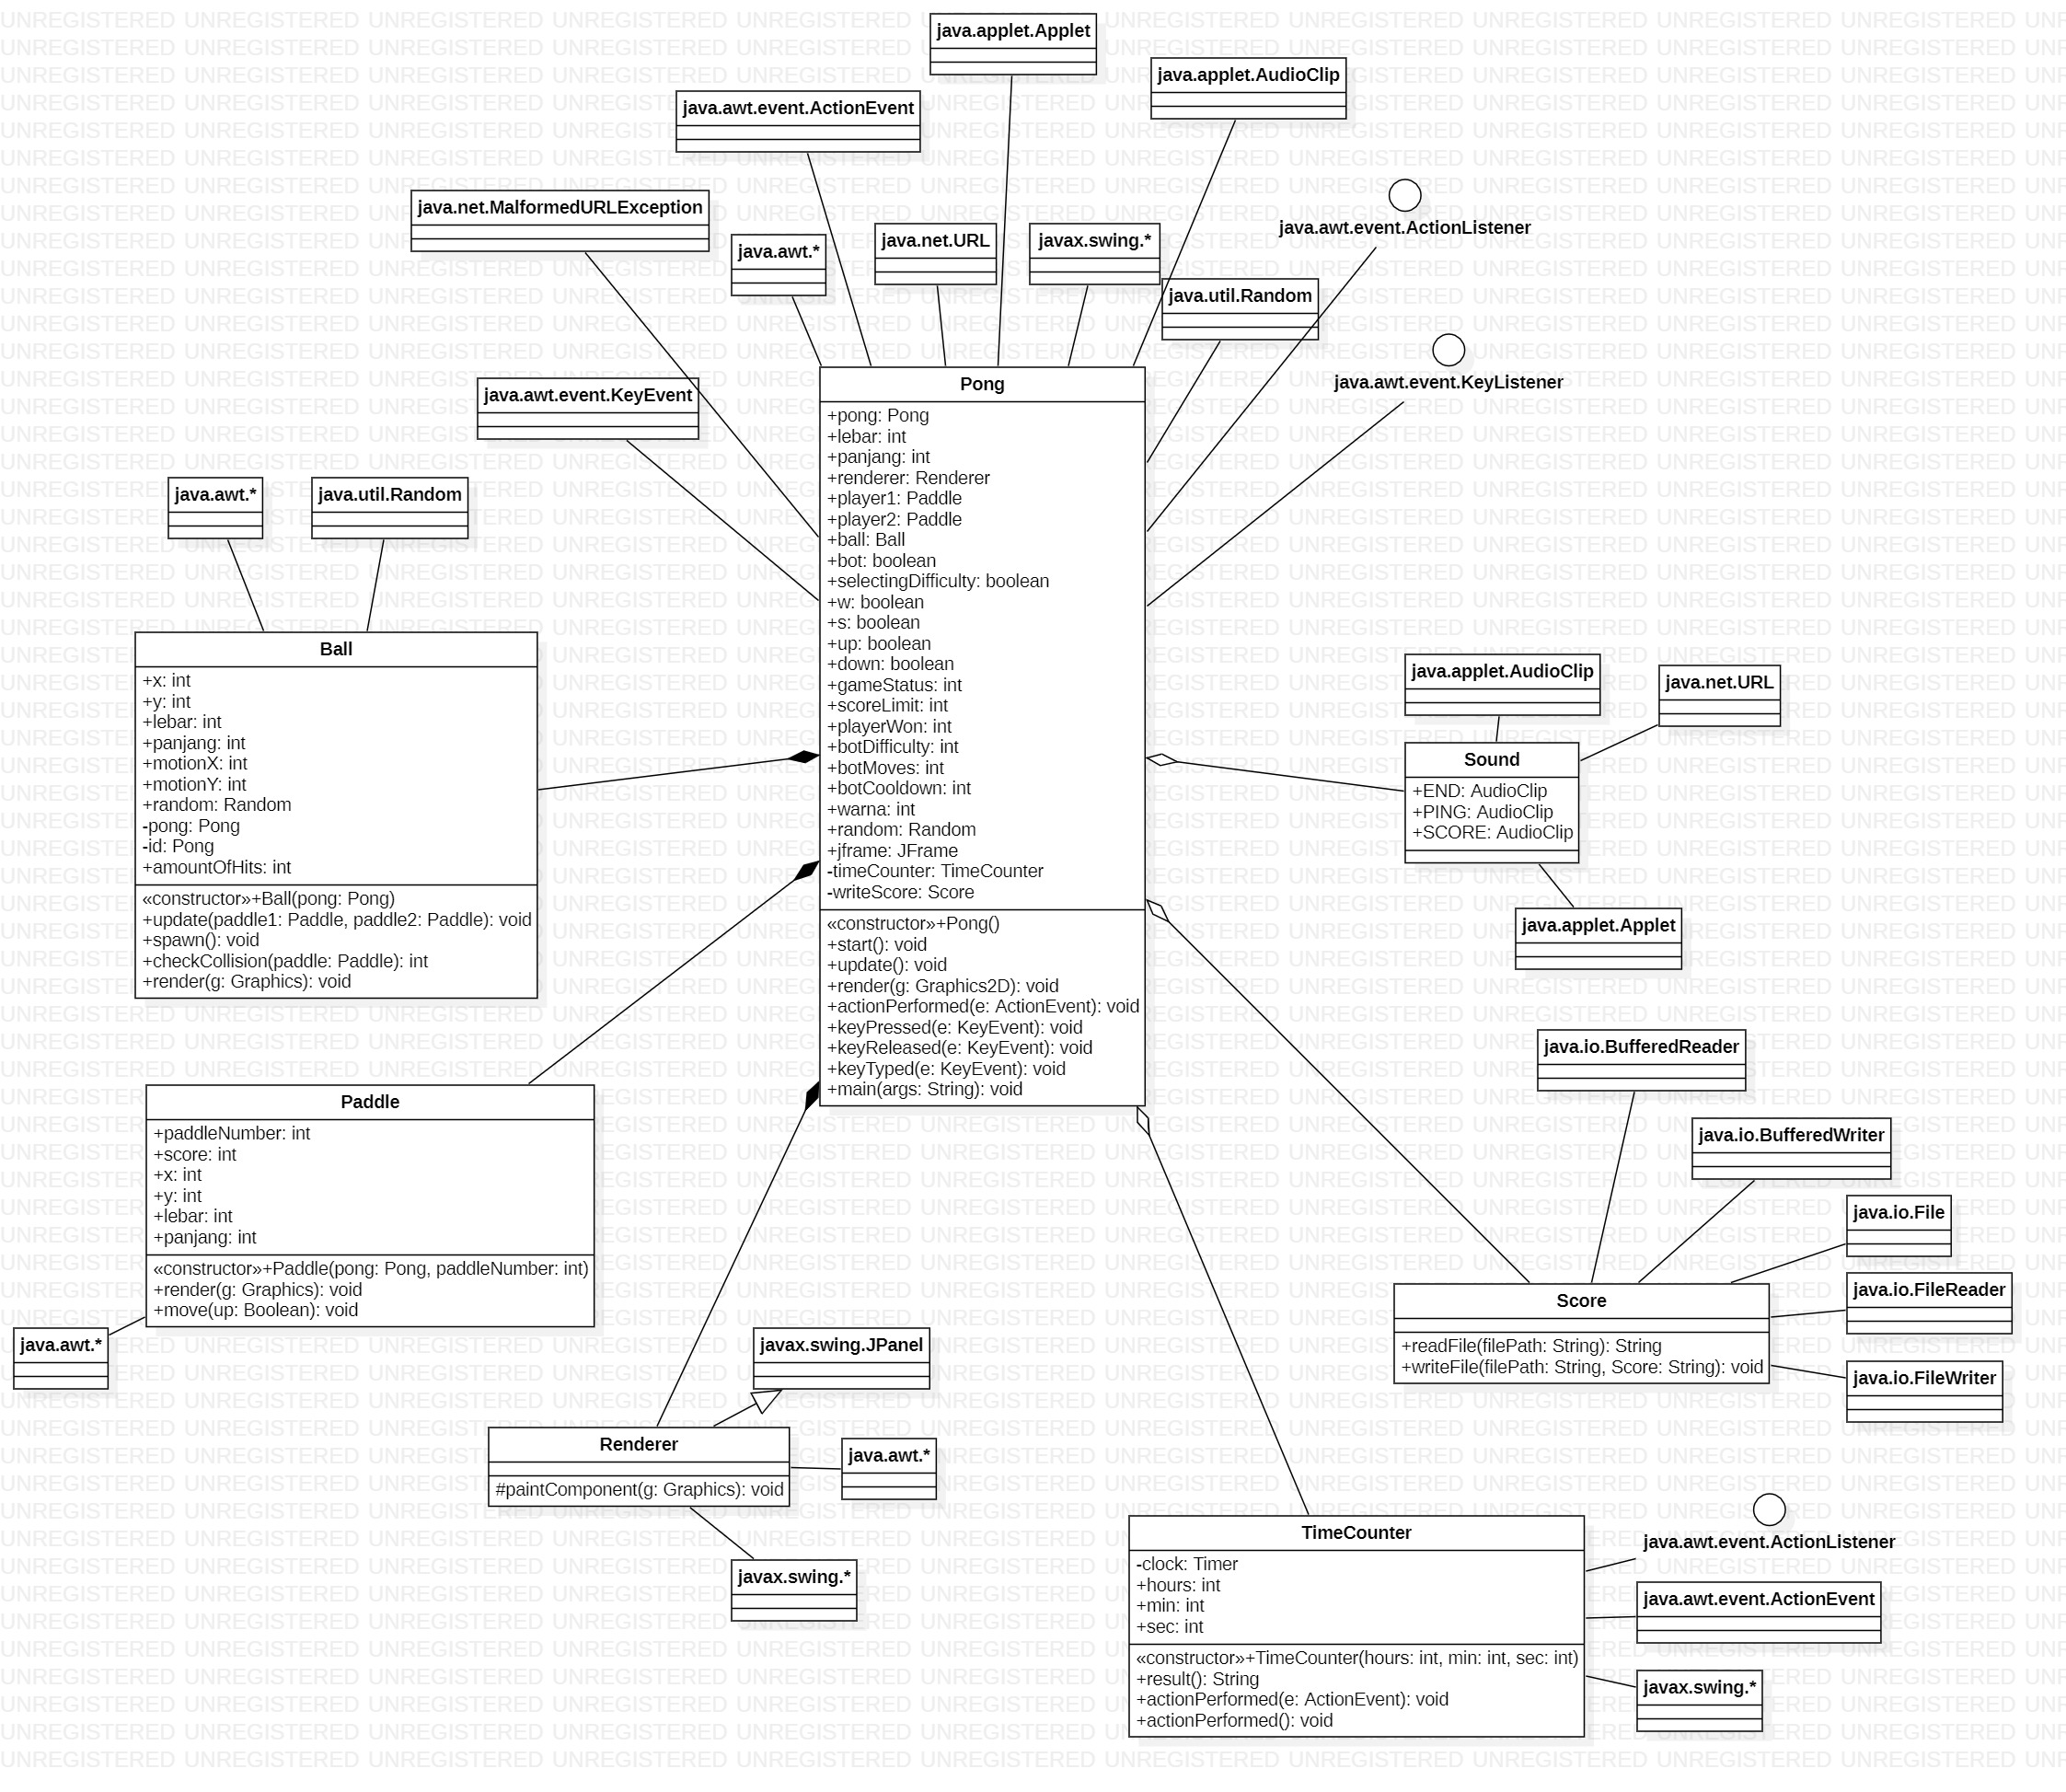 java.applet.Applet
java.applet.AudioClip
java.awt.event.ActionEvent
java.net.MalformedURLException
java.awt.event.ActionListener
java.awt.*
java.net.URL
javax.swing.*
java.util.Random
java.awt.event.KeyListener
java.awt.event.KeyEvent
Pong
+pong: Pong
+lebar: int
+panjang: int
+renderer: Renderer
+player1: Paddle
+player2: Paddle
+ball: Ball
+bot: boolean
+selectingDifficulty: boolean
+w: boolean
+s: boolean
+up: boolean
+down: boolean
+gameStatus: int
+scoreLimit: int
+playerWon: int
+botDifficulty: int
+botMoves: int
+botCooldown: int
+warna: int
+random: Random
+jframe: JFrame
-timeCounter: TimeCounter
-writeScore: Score
«constructor»+Pong()
+start(): void
+update(): void
+render(g: Graphics2D): void
+actionPerformed(e: ActionEvent): void
+keyPressed(e: KeyEvent): void
+keyReleased(e: KeyEvent): void
+keyTyped(e: KeyEvent): void
+main(args: String): void
java.awt.*
java.util.Random
Ball
+x: int
+y: int
+lebar: int
+panjang: int
+motionX: int
+motionY: int
+random: Random
-pong: Pong
-id: Pong
+amountOfHits: int
«constructor»+Ball(pong: Pong)
+update(paddle1: Paddle, paddle2: Paddle): void
+spawn(): void
+checkCollision(paddle: Paddle): int
+render(g: Graphics): void
java.applet.AudioClip
java.net.URL
Sound
+END: AudioClip
+PING: AudioClip
+SCORE: AudioClip
java.applet.Applet
Paddle
+paddleNumber: int
+score: int
+x: int
+y: int
+lebar: int
+panjang: int
«constructor»+Paddle(pong: Pong, paddleNumber: int)
+render(g: Graphics): void
+move(up: Boolean): void
java.awt.*
java.io.BufferedReader
java.io.BufferedWriter
java.io.File
java.io.FileReader
java.io.FileWriter
Score
+readFile(filePath: String): String
+writeFile(filePath: String, Score: String): void
javax.swing.JPanel
Renderer
#paintComponent(g: Graphics): void
java.awt.*
javax.swing.*
TimeCounter
-clock: Timer
+hours: int
+min: int
+sec: int
«constructor»+TimeCounter(hours: int, min: int, sec: int)
+result(): String
+actionPerformed(e: ActionEvent): void
+actionPerformed(): void
java.awt.event.ActionListener
java.awt.event.ActionEvent
javax.swing.*
UNREGISTERED